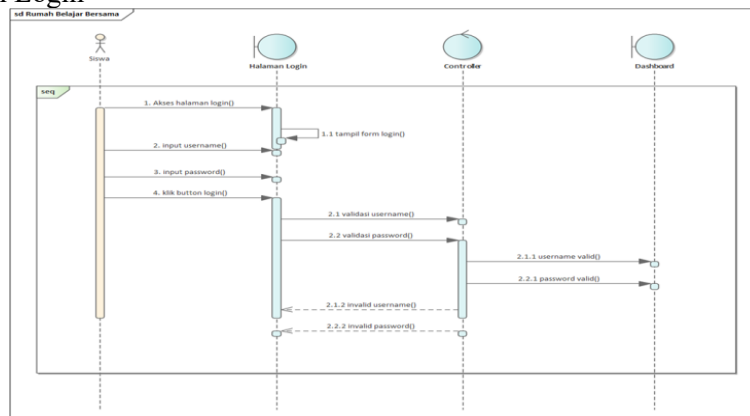 Login
sd Rumah Belajar Bersama
Siswa
Halaman Login
Controller
Dashboard
seq
1. Akses halaman login()
1.1 tampil form login()
2. input username()
3. input password()
4. klik button login()
2.1 validasi username()
2.2 validasi password()
2.1.1 username valid()
2.2.1 password valid()
2.1.2 invalid username()
2.2.2 invalid password()